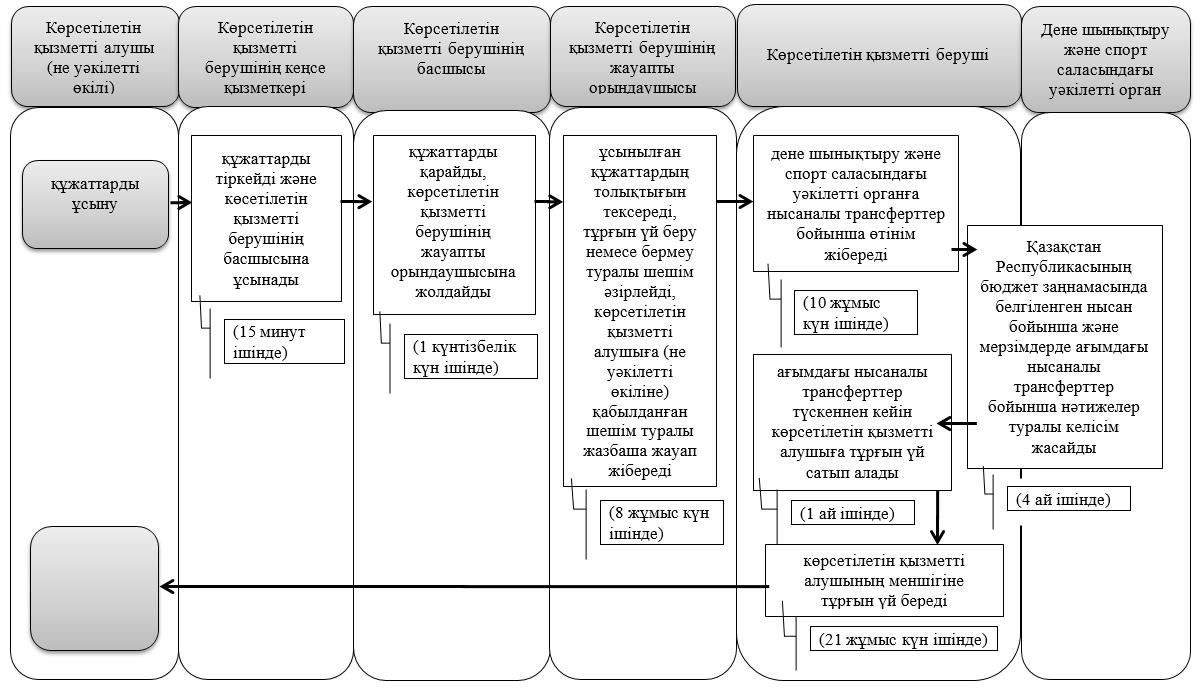 Көрсетілетін
қызметті алушы
(не уәкілетті
өкілі)
Көрсетілетін
қызметті
берушінің кеңсе
қызметкері
Көрсетілетін
қызметті берушінің
басшысы
Көрсетілетін
қызметті берушінің
жауапты
орындаушысы
Көрсетілетін қызметті беруші
Дене шынықтыру
және спорт
саласындағы
уәкілетті орган
құжаттарды
ұсыну
құжаттарды
тіркейді және
көсетілетін
қызметті
берушінің
басшысына
ұсынады
(15 минут
ішінде)
құжаттарды
қарайды,
көрсетілетін
қызметті
берушінің
жауапты
орындаушысына
жолдайды
(1 күнтізбелік
күн ішінде)
ұсынылған
құжаттардың
толықтығын
тексереді,
тұрғын үй беру
немесе бермеу
туралы шешім
әзірлейді,
көрсетілетін
қызметті
алушыға (не
уәкілетті
өкіліне)
қабылданған
шешім туралы
жазбаша жауап
жібереді
(8 жұмыс күн
ішінде)
дене шынықтыру және
спорт саласындағы
уәкілетті органға
нысаналы трансферттер
бойынша өтінім
жібереді
(10 жұмыс
күн ішінде)
Қазақстан
Республикасының
бюджет заңнамасында
белгіленген нысан
бойынша және
мерзімдерде ағымдағы
нысаналы
трансферттер
бойынша нәтижелер
туралы келісім
жасайды
(4 ай ішінде)
ағымдағы нысаналы
трансферттер
түскеннен кейін
көрсетілетін қызметті
алушыға тұрғын үй
сатып алады
(1 ай ішінде)
көрсетілетін қызметті
алушының меншігіне
тұрғын үй береді
(21 жұмыс күн ішінде)